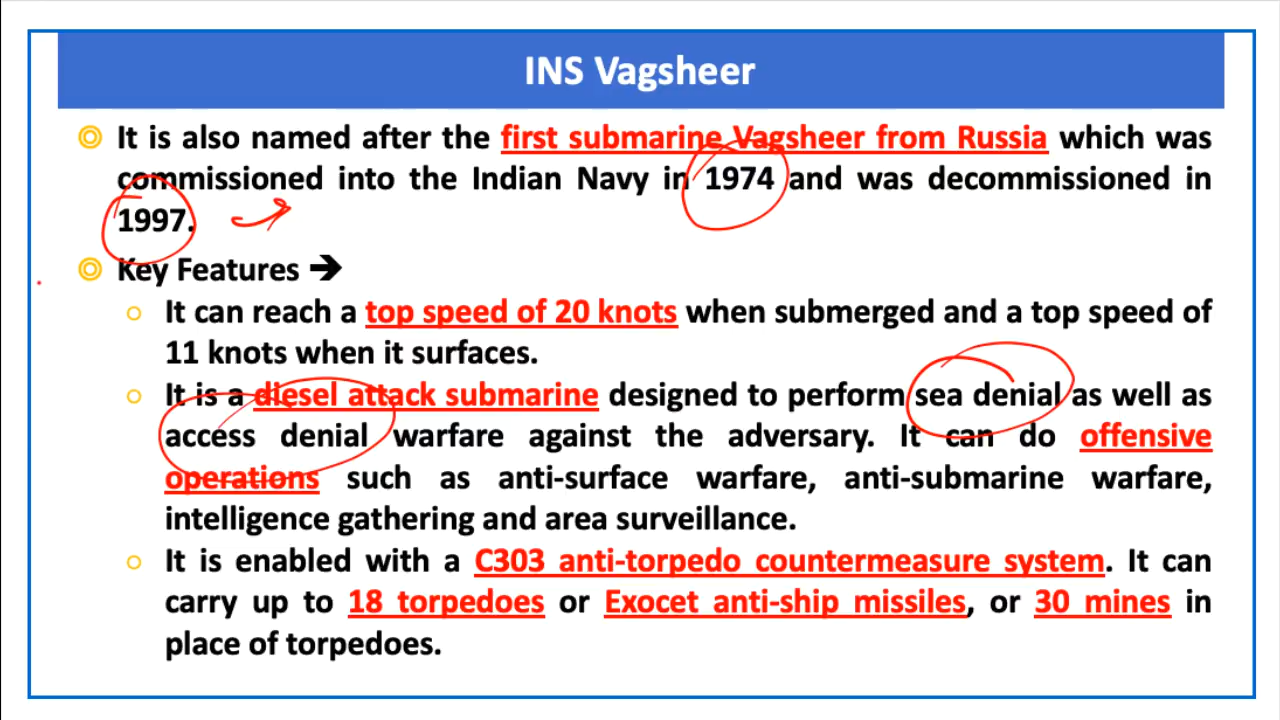 INS Vagsheer
It is also named after the first submarine Vagsheer from Russia which was
commissioned into the Indian Navy in 1974 and was decommissioned in
1997.
Key Features ➔
It can reach a top speed of 20 knots when submerged and a top speed of
11 knots when it surfaces.
It is a diesel attack submarine designed to perform sea denial as well as
access denial warfare against the adversary. It can do offensive
operations such as anti-surface warfare, anti-submarine warfare,
intelligence gathering and area surveillance.
It is enabled with a C303 anti-torpedo countermeasure system. It can
carry up to 18 torpedoes or Exocet anti-ship missiles, or 30 mines in
place of torpedoes.